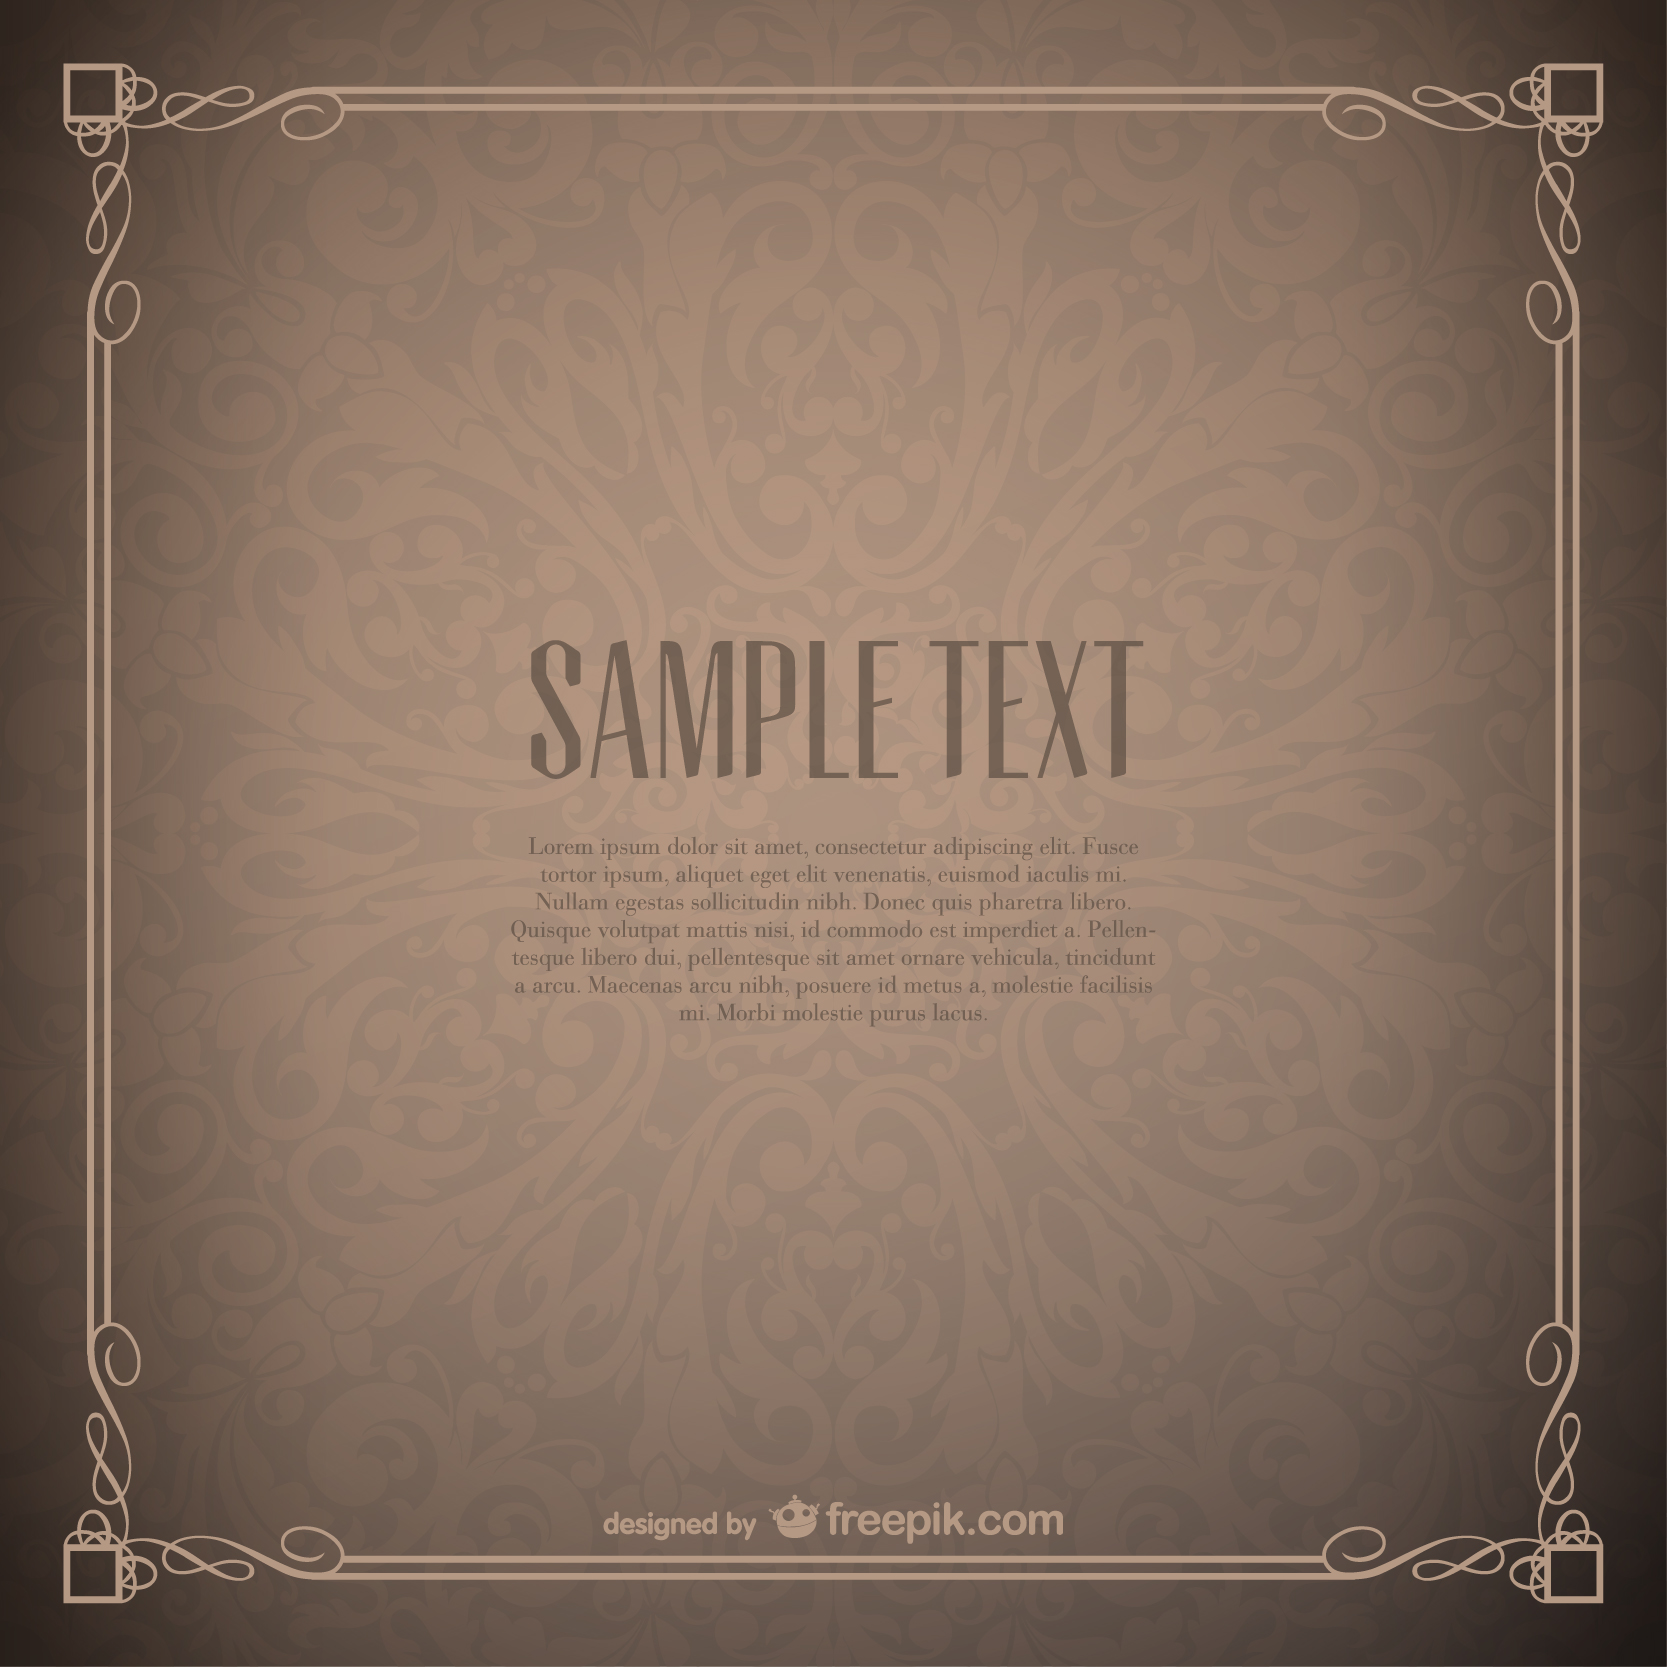 SAMPLE TEXT
Lorem ipsum dolor sit amet, consectetur adipiscing elit. Fusce
tortor ipsum, aliquet eget elit venenatis, euismod iaculis mi.
Nullam egestas sollicitudin nibh. Donec quis pharetra libero.
Quisque volutpat mattis nisi, id commodo est imperdiet a. Pellen-
tesque libero dui, pellentesque sit amet ornare vehicula, tincidunt
a arcu. Maecenas arcu nibh, posuere id metus a, molestie facilisis
mi. Morbi molestie purus lacus.
designed by freepik.com